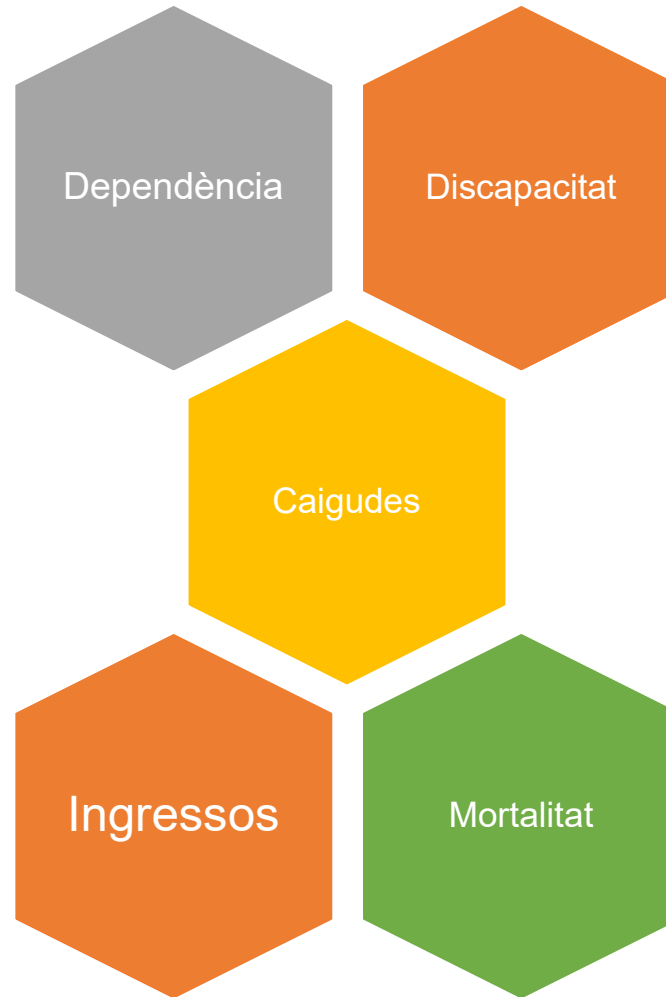 Dependència
Discapacitat
Caigudes
Ingressos
Mortalitat